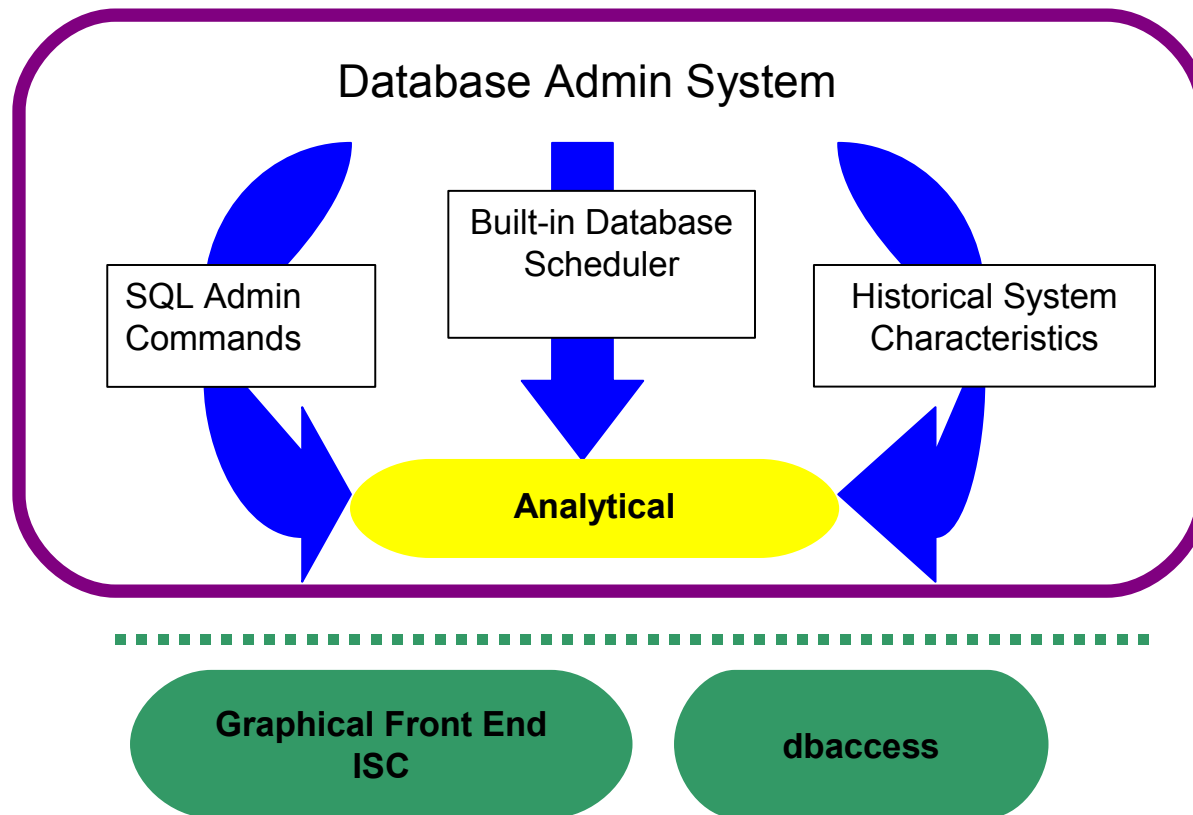 Database Admin System
Built-in Database
Scheduler
SQL Admin
Commands
Historical System
Characteristics
Analytical
Graphical Front End
ISC
dbaccess